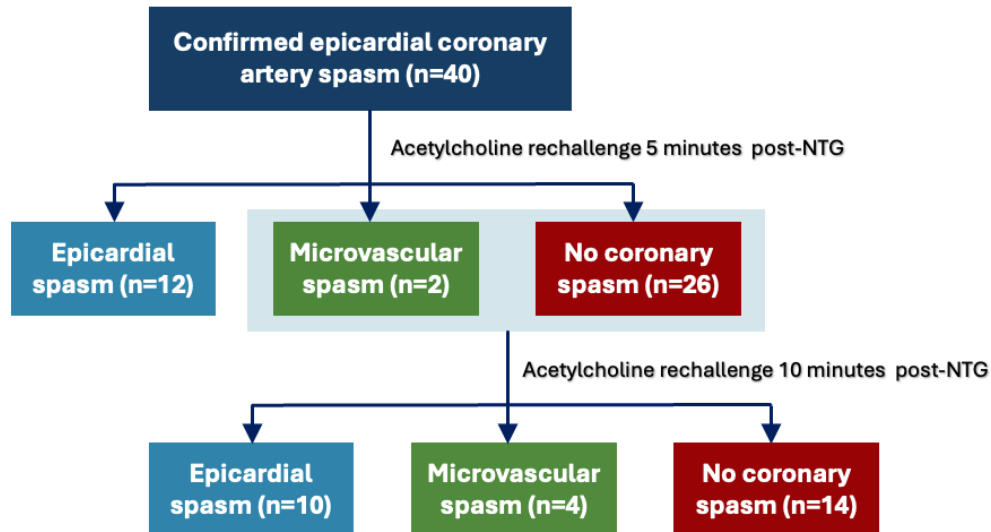 Confirmed epicardial coronary
artery spasm (n=40)
Acetylcholine rechallenge 5 minutes post-NTG
Epicardial
spasm (n=12)
Microvascular
spasm (n=2)
No coronary
spasm (n=26)
Acetylcholine rechallenge 10 minutes post-NTG
Epicardial
spasm (n=10)
Microvascular
spasm (n=4)
No coronary
spasm (n=14)